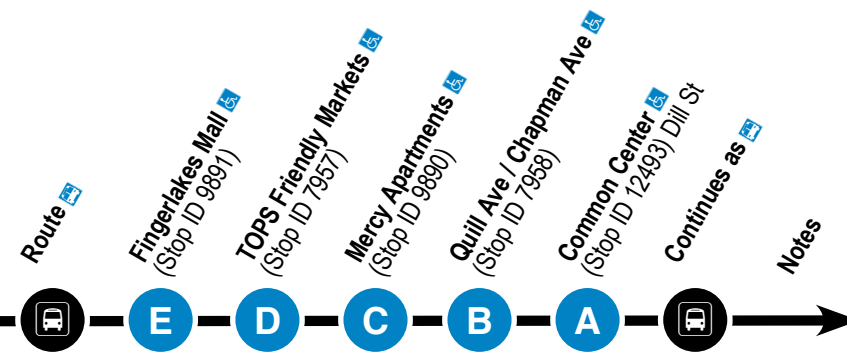 Route
Fingerlakes Mall
(Stop ID 9891)
TOPS Friendly Markets
(Stop ID 7957)
Mercy Apartments
(Stop ID 9890)
Quill Ave / Chapman Ave
(Stop ID 7958)
Common Center
(Stop ID 12493) Dill St
Continues as
Notes
E
D
C
B
A